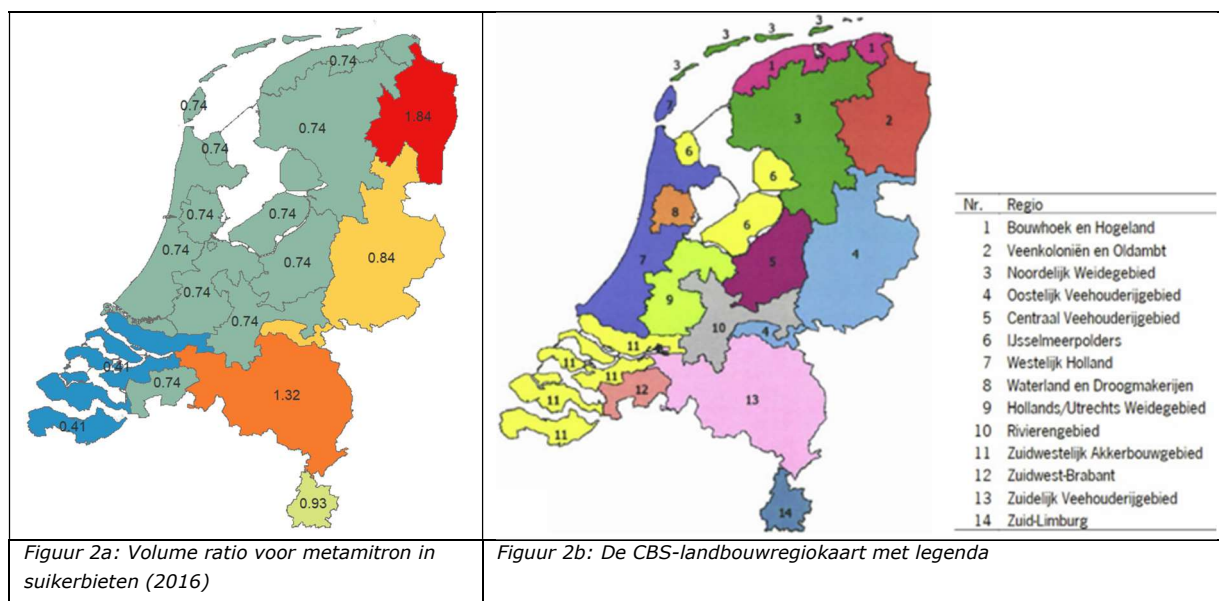 0.74
0.74
1.84
0.74
0.74
0.74
0.74
0.84
0.74
0.74
0.74
0.74
0.41
0.74
1.32
0.41
0.93
3
3
3
3
3
1
1
7
3
2
6
6
8
6
7
5
4
9
10
4
11
11
11
12
13
11
11
14
Nr. Regio
1 Bouwhoek en Hogeland
2 Veenkoloniën en Oldambt
3 Noordelijk Weidegebied
4 Oostelijk Veehouderijgebied
5 Centraal Veehouderijgebied
6 IJsselmeerpolders
7 Westelijk Holland
8 Waterland en Droogmakerijen
9 Hollands/Utrechts Weidegebied
10 Rivierengebied
11 Zuidwestelijk Akkerbouwgebied
12 Zuidwest-Brabant
13 Zuidelijk Veehouderijgebied
14 Zuid-Limburg
Figuur 2a: Volume ratio voor metamitron in
suikerbieten (2016)
Figuur 2b: De CBS-landbouwregiokaart met legenda